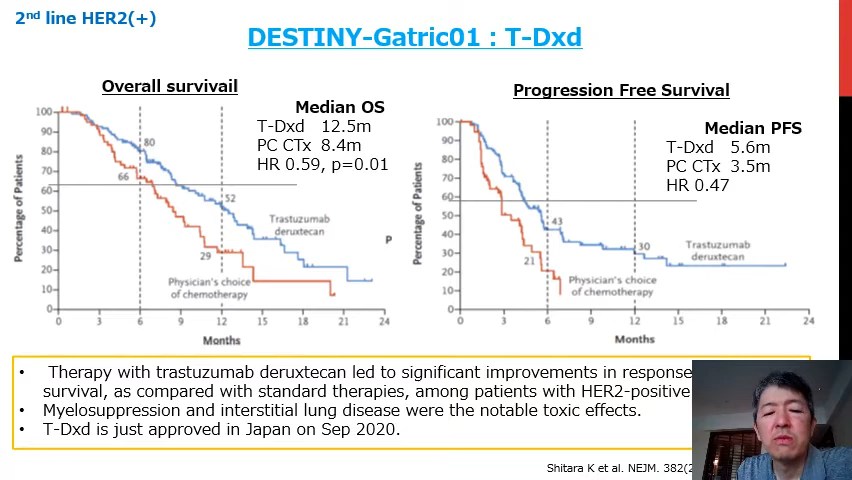 2nd line HER2(+)
DESTINY-Gatric01 : T-Dxd
Overall survivail
Median OS
T-Dxd 12.5m
PC CTx 8.4m
HR 0.59, p=0.01
Percentage of Patients
100
90
80
70
60
50
40
30
20
10
0
80
66
52
29
Trastuzumab
deruxtecan
Physician's choice
of chemotherapy
0 3 6 9 12 15 18 21 24
Months
P
Progression Free Survival
Median PFS
T-Dxd 5.6m
PC CTx 3.5m
HR 0.47
Percentage of Patients
100
90
80
70
60
50
40
30
20
10
0
43
21
30
Trastuzumab
deruxtecan
Physician's choice
of chemotherapy
0 3 6 9 12 15 18 21 24
Months
• Therapy with trastuzumab deruxtecan led to significant improvements in response
survival, as compared with standard therapies, among patients with HER2-positive
• Myelosuppression and interstitial lung disease were the notable toxic effects.
• T-Dxd is just approved in Japan on Sep 2020.
Shitara K et al. NEJM. 382(2